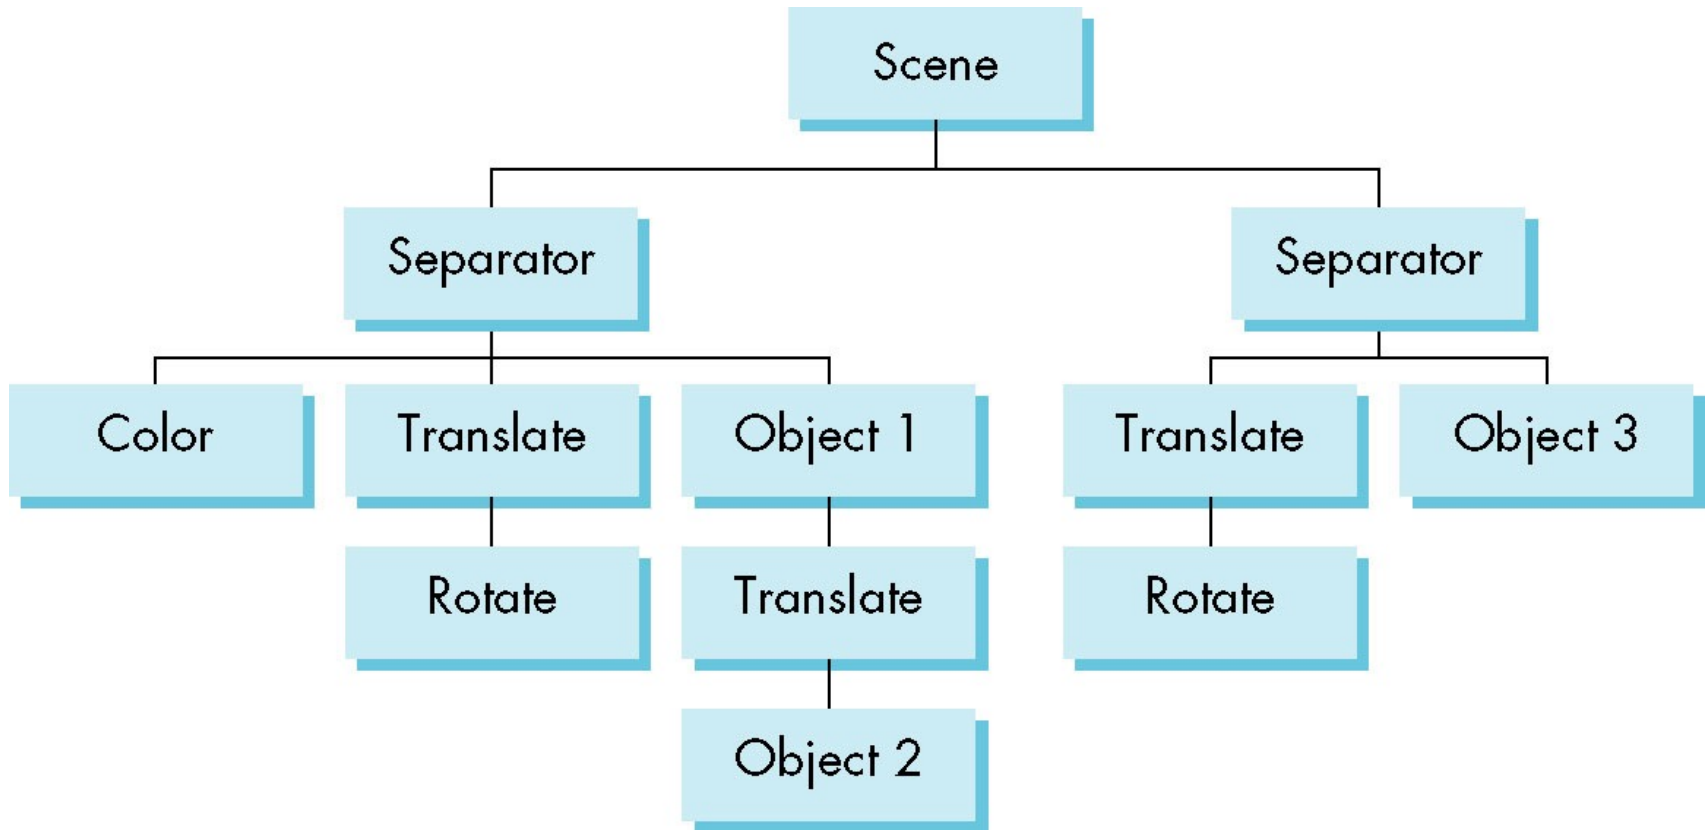 Scene
Separator
Separator
Color
Translate
Object 1
Translate
Object 3
Rotate
Translate
Rotate
Object 2